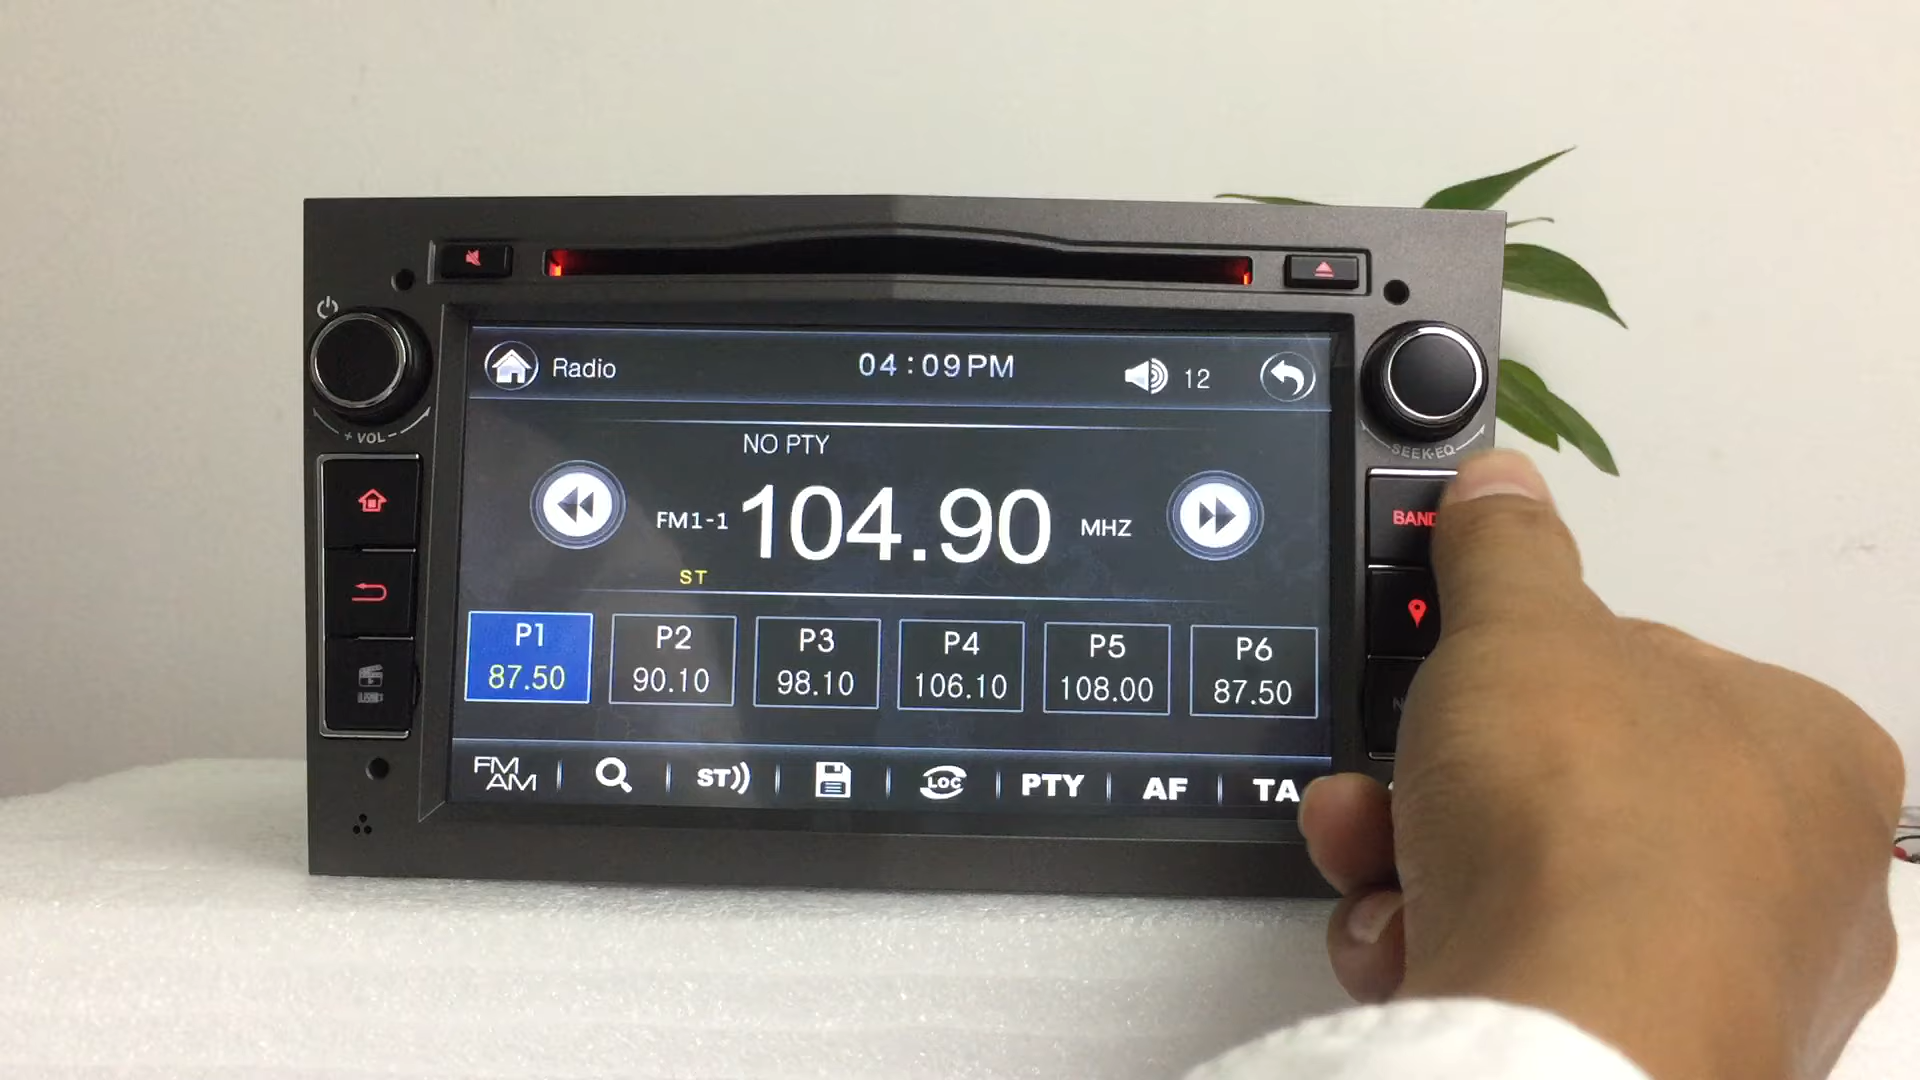 Radio
04:09PM
12
NO PTY
FM1-1
104.90
MHZ
ST
P1
87.50
P2
90.10
P3
98.10
P4
106.10
P5
108.00
P6
87.50
FM
AM
ST
LOC
PTY
AF
TA
+ VOL -
SEEK-EQ
BAND